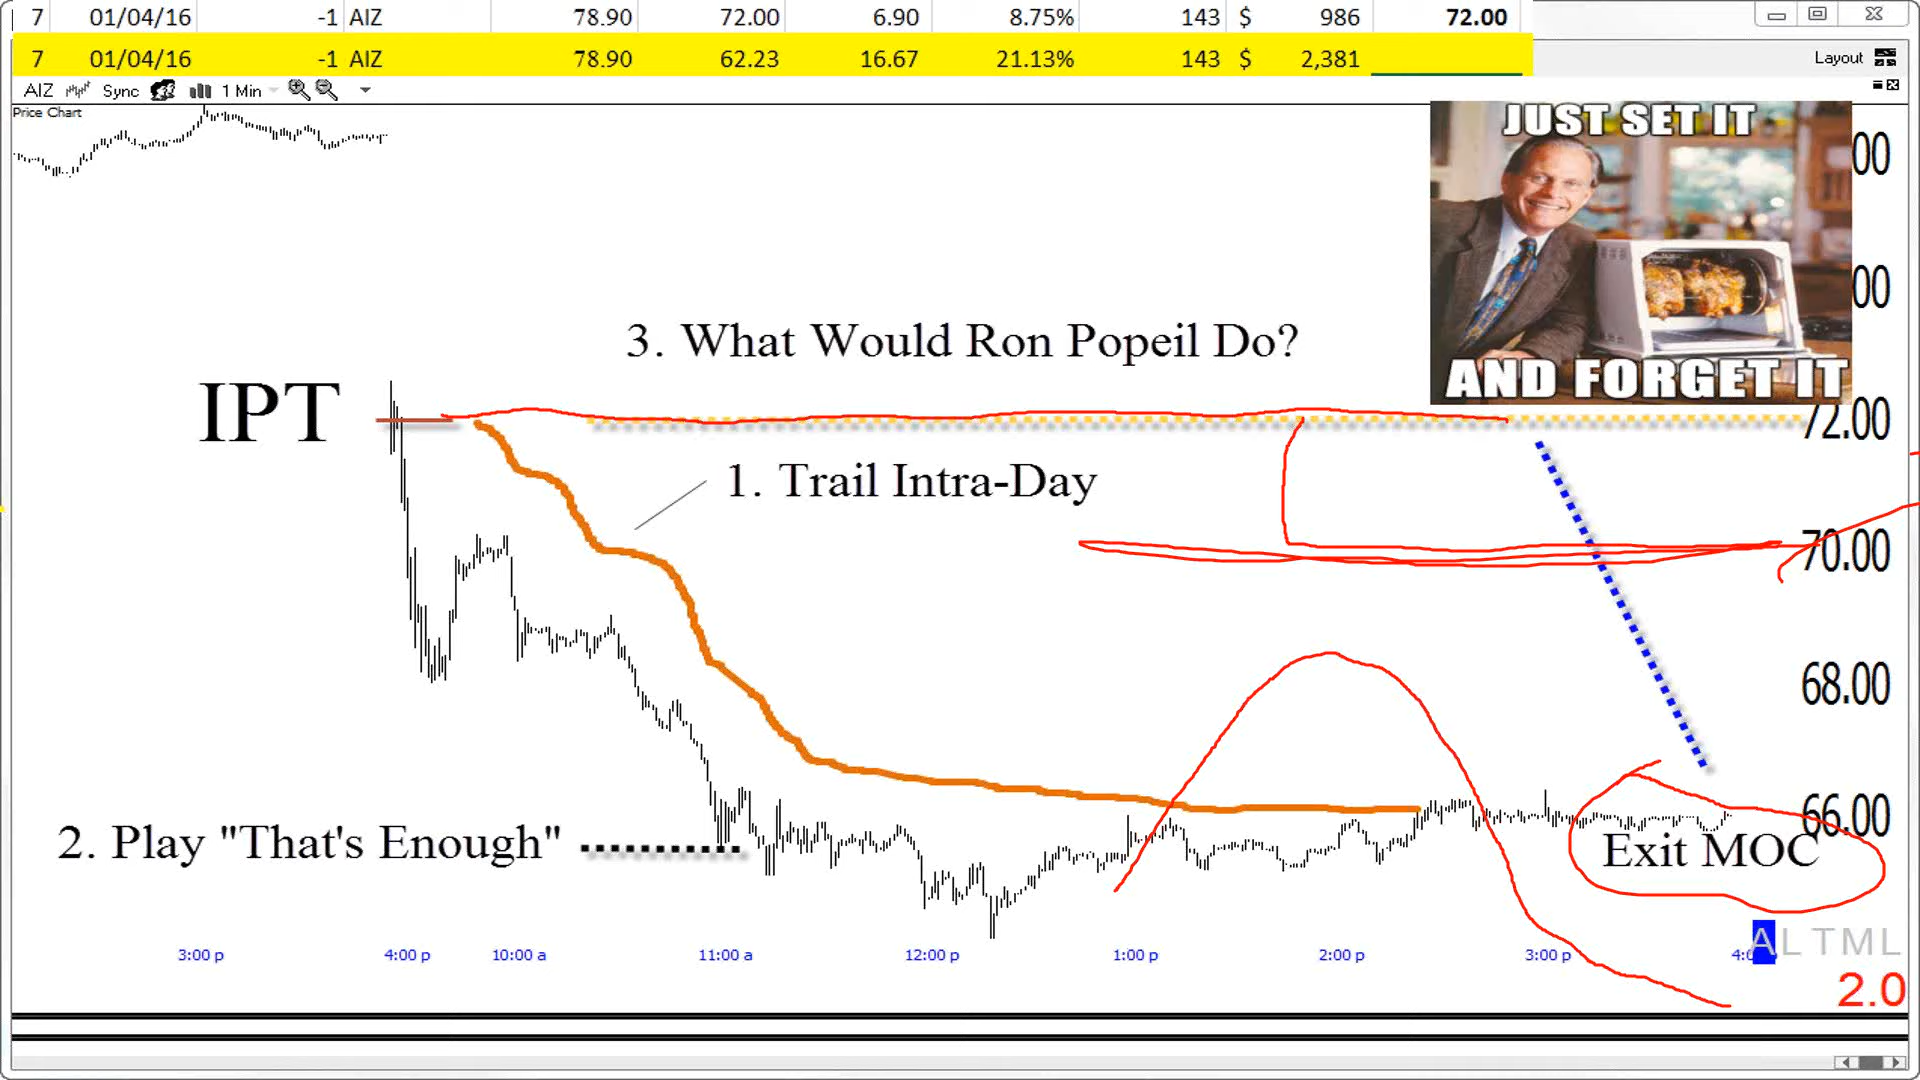 7 01/04/16 -1 AIZ 78.90 72.00 6.90 8.75% 143 $ 986 72.00
7 01/04/16 -1 AIZ 78.90 62.23 16.67 21.13% 143 $ 2,381
Layout
AIZ Sync 1 Min
Price Chart
JUST SET IT
00
00
3. What Would Ron Popeil Do?
AND FORGET IT
IPT
72.00
1. Trail Intra-Day
70.00
68.00
66.00
2. Play "That's Enough"
Exit MOC
ALTML
3:00 p 4:00 p 10:00 a 11:00 a 12:00 p 1:00 p 2:00 p 3:00 p
2.0